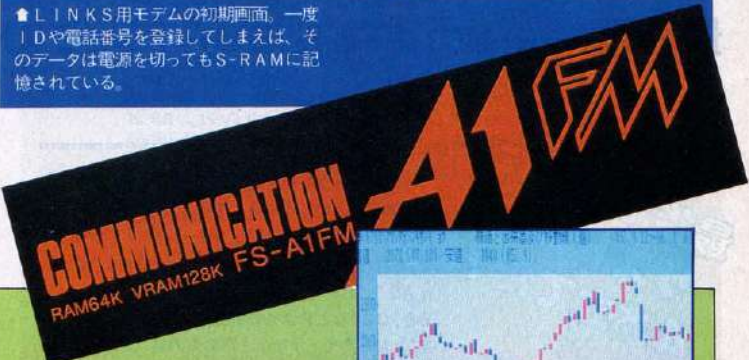 ⬆LINKS用モデムの初期画面。一度
IDや電話番号を登録してしまえば、そ
のデータは電源を切ってもS-RAMに記
憶されている。
COMMUNICATION A1 FM
RAM64K VRAM128K FS-A1FM